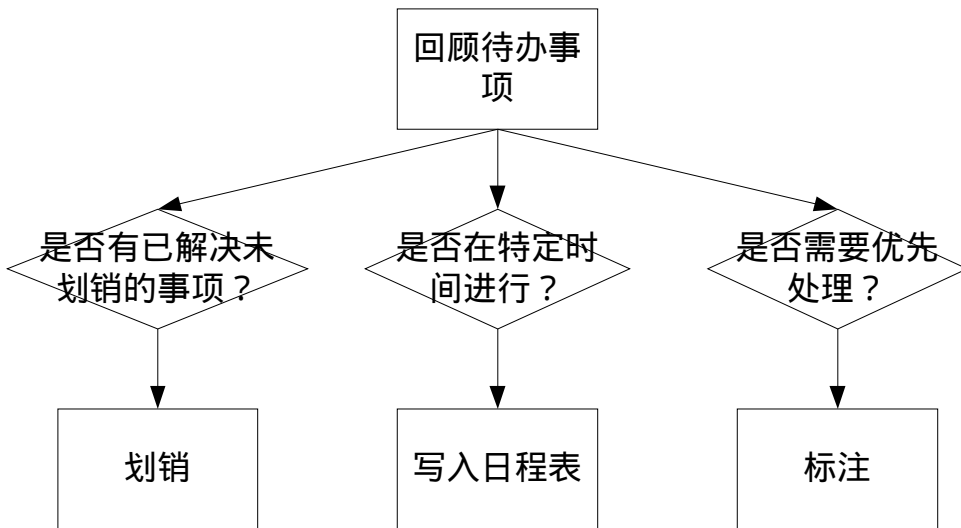 回顾待办事
项
是否有已解决未
划销的事项？
是否在特定时
间进行？
是否需要优先
处理？
划销
写入日程表
标注